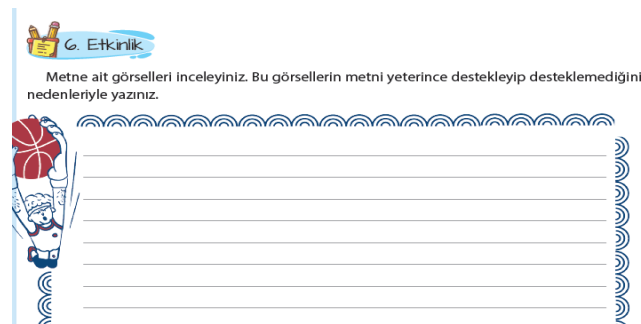 6. Etkinlik
Metne ait görselleri inceleyiniz. Bu görsellerin metni yeterince destekleyip desteklemediğini
nedenleriyle yazınız.